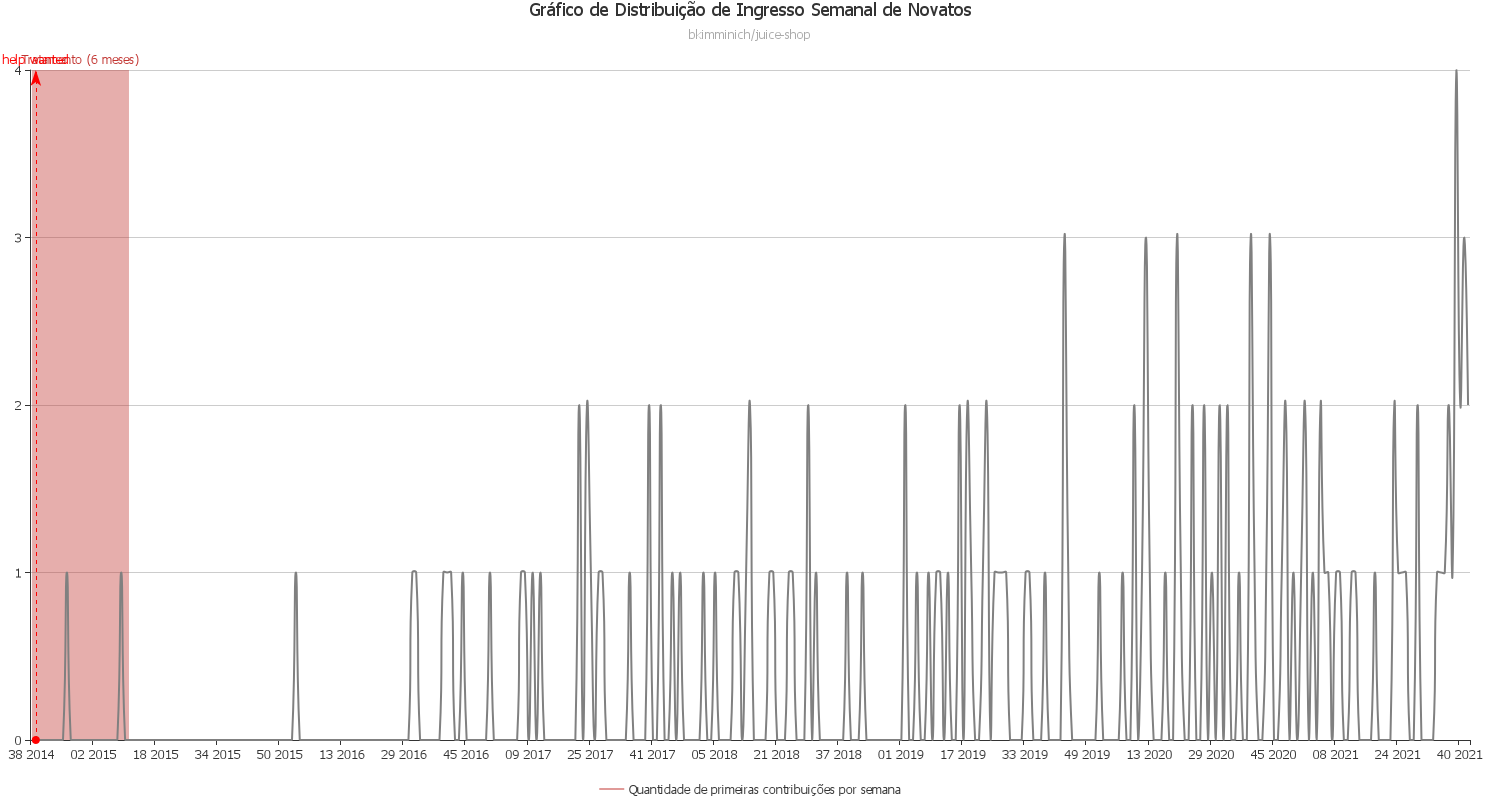 Gráfico de Distribuição de Ingresso Semanal de Novatos
bkimminich/juice-shop
help wanted
Tratamento (6 meses)
4
3
2
1
0
38 2014 02 2015 18 2015 34 2015 50 2015 13 2016 29 2016 45 2016 09 2017 25 2017 41 2017 05 2018 21 2018 37 2018 01 2019 17 2019 33 2019 49 2019 13 2020 29 2020 45 2020 08 2021 24 2021 40 2021
Quantidade de primeiras contribuições por semana